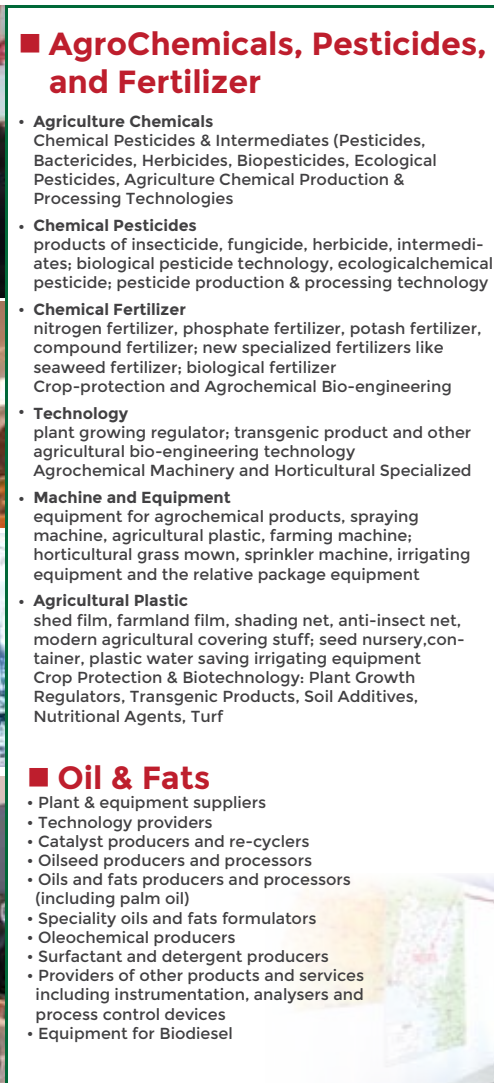 ■ AgroChemicals, Pesticides,
and Fertilizer
• Agriculture Chemicals
Chemical Pesticides & Intermediates (Pesticides,
Bactericides, Herbicides, Biopesticides, Ecological
Pesticides, Agriculture Chemical Production &
Processing Technologies
• Chemical Pesticides
products of insecticide, fungicide, herbicide, intermedi-
ates; biological pesticide technology, ecologicalchemical
pesticide; pesticide production & processing technology
• Chemical Fertilizer
nitrogen fertilizer, phosphate fertilizer, potash fertilizer,
compound fertilizer; new specialized fertilizers like
seaweed fertilizer; biological fertilizer
Crop-protection and Agrochemical Bio-engineering
• Technology
plant growing regulator; transgenic product and other
agricultural bio-engineering technology
Agrochemical Machinery and Horticultural Specialized
• Machine and Equipment
equipment for agrochemical products, spraying
machine, agricultural plastic, farming machine;
horticultural grass mown, sprinkler machine, irrigating
equipment and the relative package equipment
• Agricultural Plastic
shed film, farmland film, shading net, anti-insect net,
modern agricultural covering stuff; seed nursery,con-
tainer, plastic water saving irrigating equipment
Crop Protection & Biotechnology: Plant Growth
Regulators, Transgenic Products, Soil Additives,
Nutritional Agents, Turf
■ Oil & Fats
• Plant & equipment suppliers
• Technology providers
• Catalyst producers and re-cyclers
• Oilseed producers and processors
• Oils and fats producers and processors
(including palm oil)
• Speciality oils and fats formulators
• Oleochemical producers
• Surfactant and detergent producers
• Providers of other products and services
including instrumentation, analysers and
process control devices
• Equipment for Biodiesel